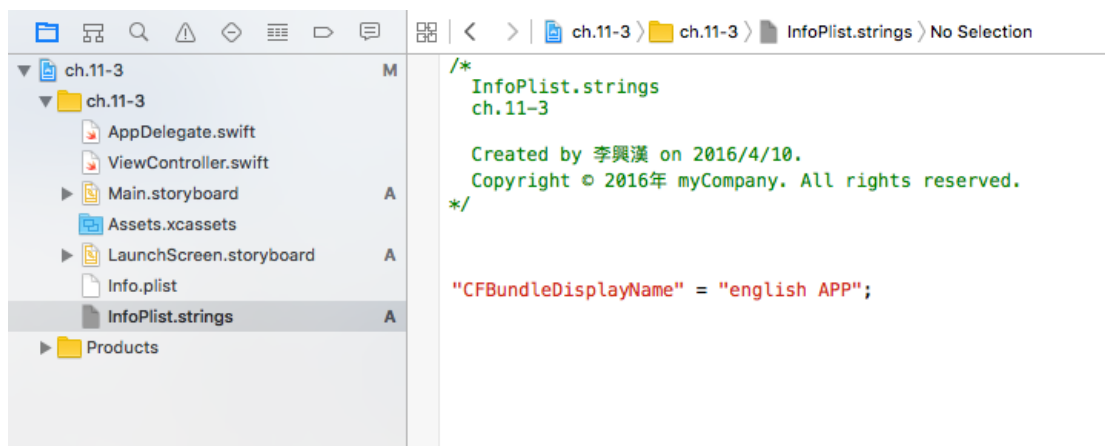 ch.11-3 ch.11-3 InfoPlist.strings No Selection
ch.11-3 M
ch.11-3
AppDelegate.swift
ViewController.swift
Main.storyboard A
Assets.xcassets
LaunchScreen.storyboard A
Info.plist
InfoPlist.strings A
Products
/*
InfoPlist.strings
ch.11-3
Created by 李興漢 on 2016/4/10.
Copyright © 2016年 myCompany. All rights reserved.
*/
"CFBundleDisplayName" = "english APP";